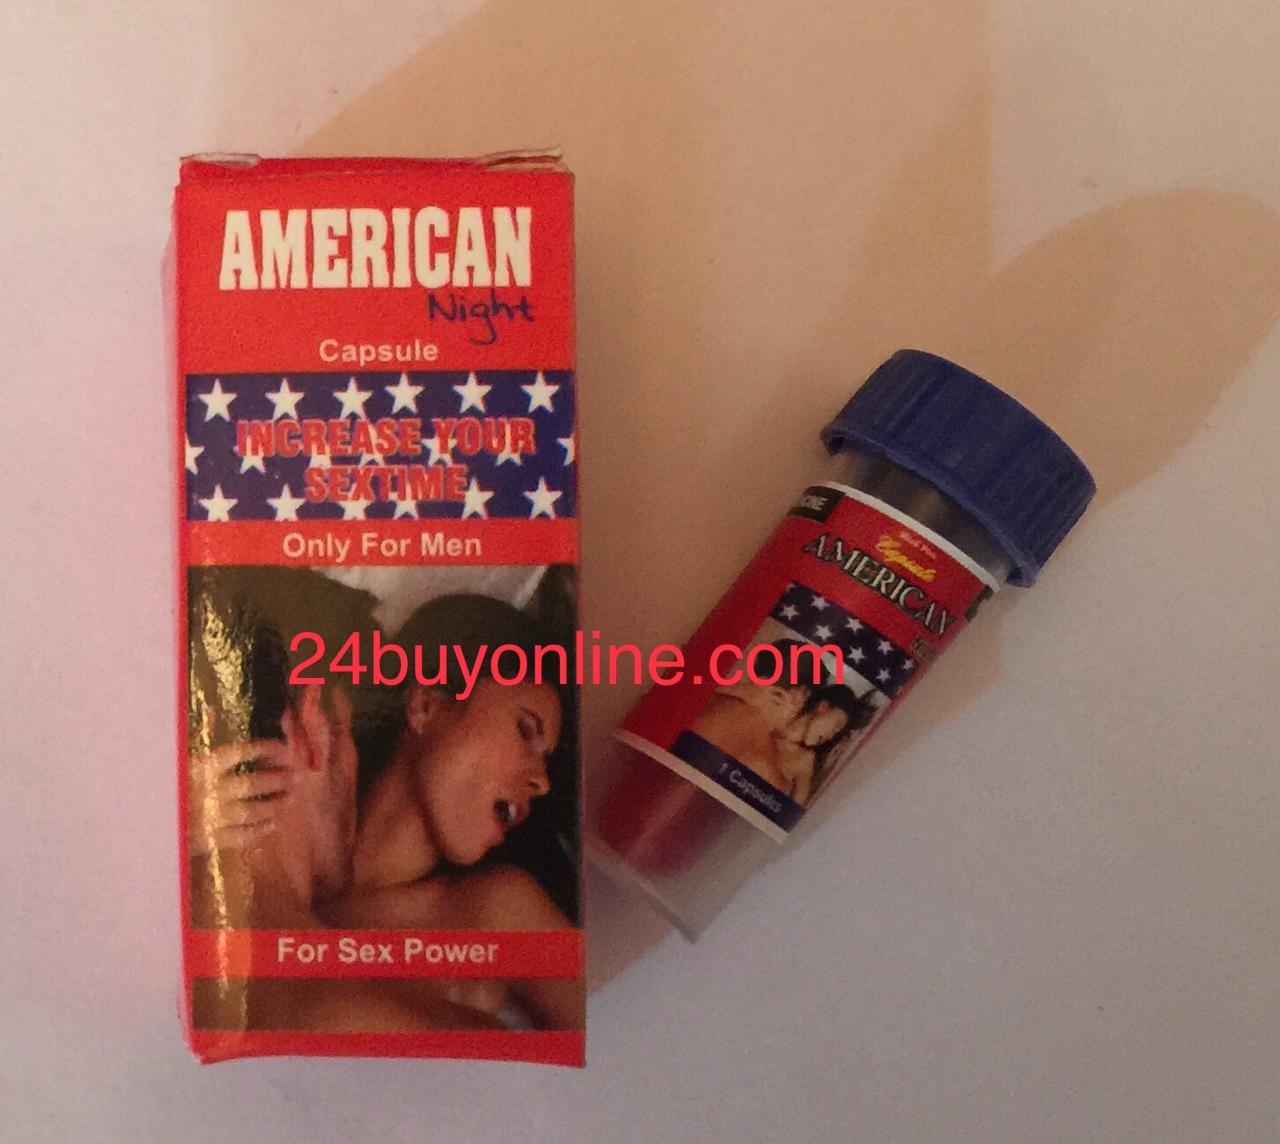 AMERICAN
Night
Capsule
INCREASE YOUR
SEXTIME
Only For Men
24buyonline.com
For Sex Power
Capsule
AMERICAN
1 Capsules